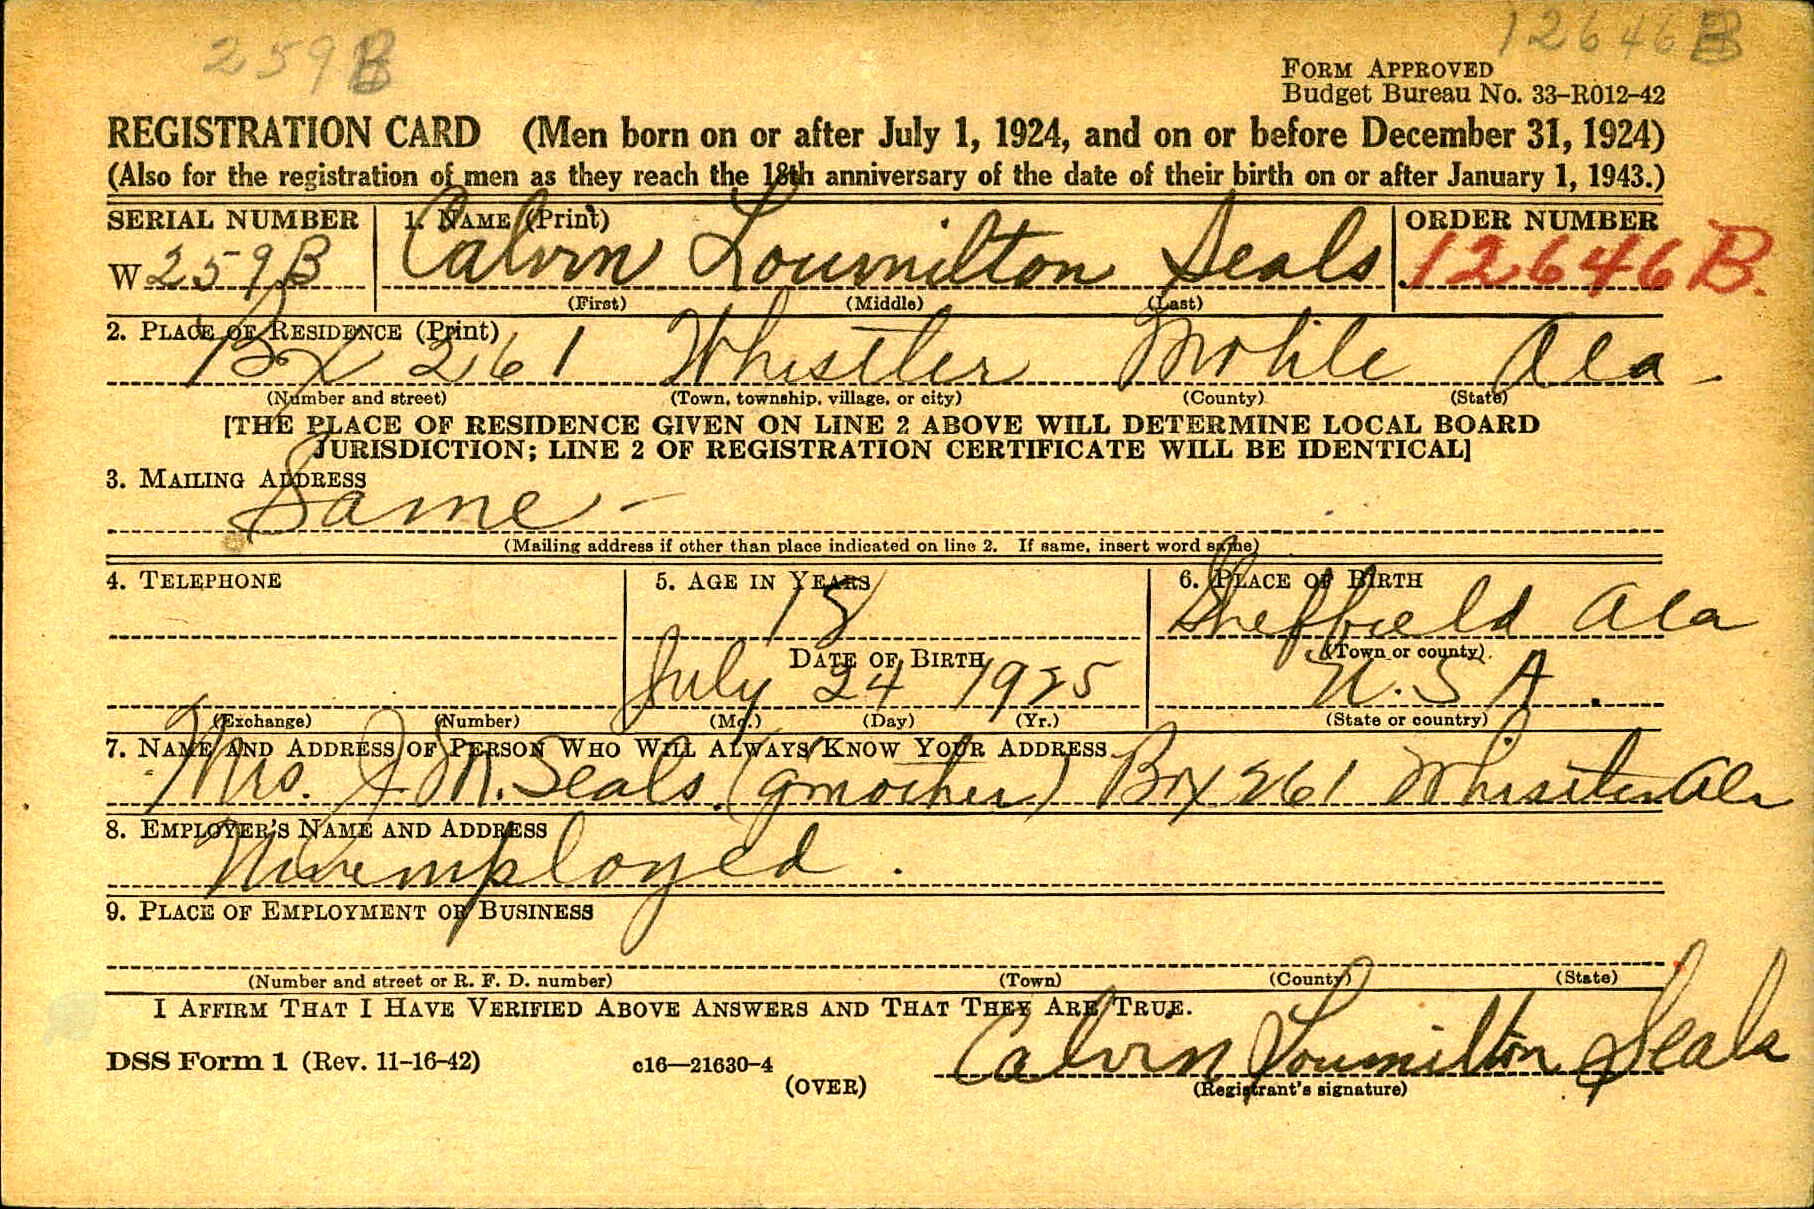 259B 12646B
FORM APPROVED
Budget Bureau No. 33–R012–42
REGISTRATION CARD (Men born on or after July 1, 1924, and on or before December 31, 1924)
(Also for the registration of men as they reach the 18th anniversary of the date of their birth on or after January 1, 1943.)
SERIAL NUMBER 1. NAME (Print) ORDER NUMBER
W 259B Calvin Loumilton Seals 12646B.
(First) (Middle) (Last)
2. PLACE OF RESIDENCE (Print)
Bx 261 Whistler Mobile Ala
(Number and street) (Town, township, village, or city) (County) (State)
[THE PLACE OF RESIDENCE GIVEN ON LINE 2 ABOVE WILL DETERMINE LOCAL BOARD
JURISDICTION; LINE 2 OF REGISTRATION CERTIFICATE WILL BE IDENTICAL]
3. MAILING ADDRESS
Same -
(Mailing address if other than place indicated on line 2. If same, insert word same)
4. TELEPHONE 5. AGE IN YEARS 6. PLACE OF BIRTH
18 Sheffield Ala
DATE OF BIRTH (Town or county)
July 24 1925 U.S A.
(Exchange) (Number) (Mo.) (Day) (Yr.) (State or country)
7. NAME AND ADDRESS OF PERSON WHO WILL ALWAYS KNOW YOUR ADDRESS
Mrs. J. M. Seals (gmother) Box 261 Whistler Ala
8. EMPLOYER'S NAME AND ADDRESS
Unemployed.
9. PLACE OF EMPLOYMENT OR BUSINESS
(Number and street or R. F. D. number) (Town) (County) (State)
I AFFIRM THAT I HAVE VERIFIED ABOVE ANSWERS AND THAT THEY ARE TRUE.
DSS Form 1 (Rev. 11–16–42) c16—21630-4 Calvin Loumilton Seals
(OVER) (Registrant's signature)